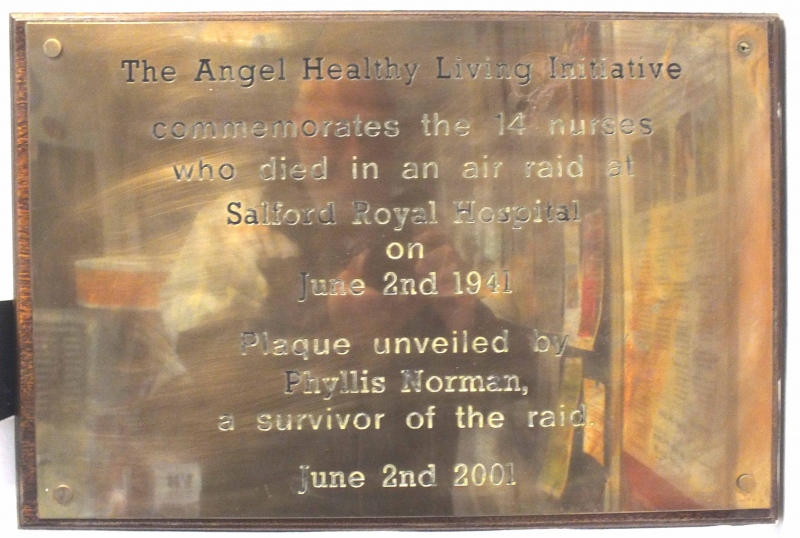 The Angel Healthy Living Initiative
commemorates the 14 nurses
who died in an air raid at
Salford Royal Hospital
on
June 2nd 1941
Plaque unveiled by
Phyllis Norman,
a survivor of the raid.
June 2nd 2001